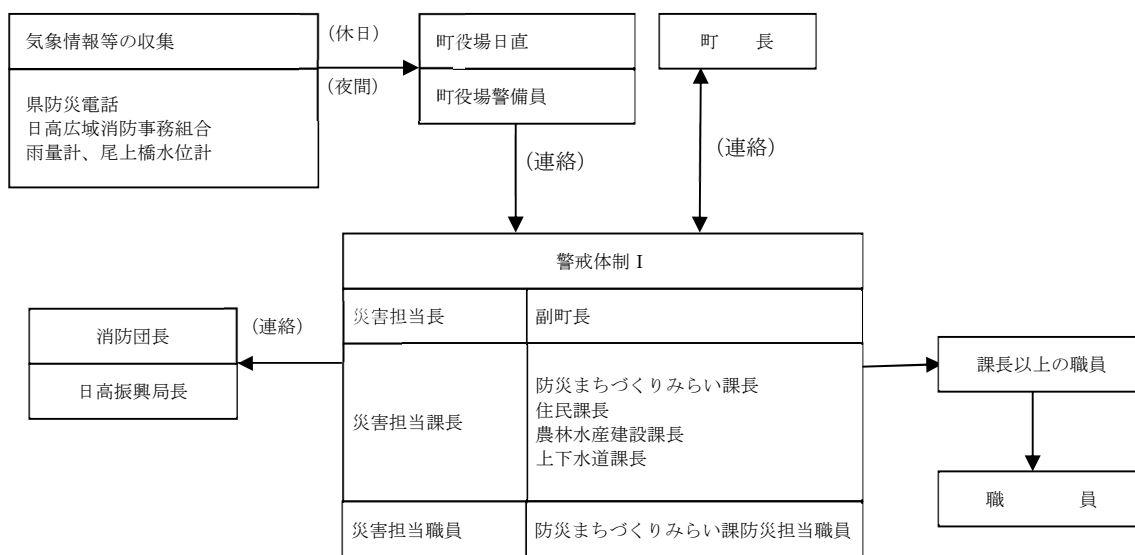 気象情報等の収集
県防災電話
日高広域消防事務組合
雨量計、尾上橋水位計
(休日)
(夜間)
町役場日直
町役場警備員
町　　長
(連絡)
(連絡)
警戒体制Ⅰ
災害担当長
副町長
災害担当課長
防災まちづくりみらい課長
住民課長
農林水産建設課長
上下水道課長
災害担当職員
防災まちづくりみらい課防災担当職員
(連絡)
消防団長
日高振興局長
課長以上の職員
職　　　　員